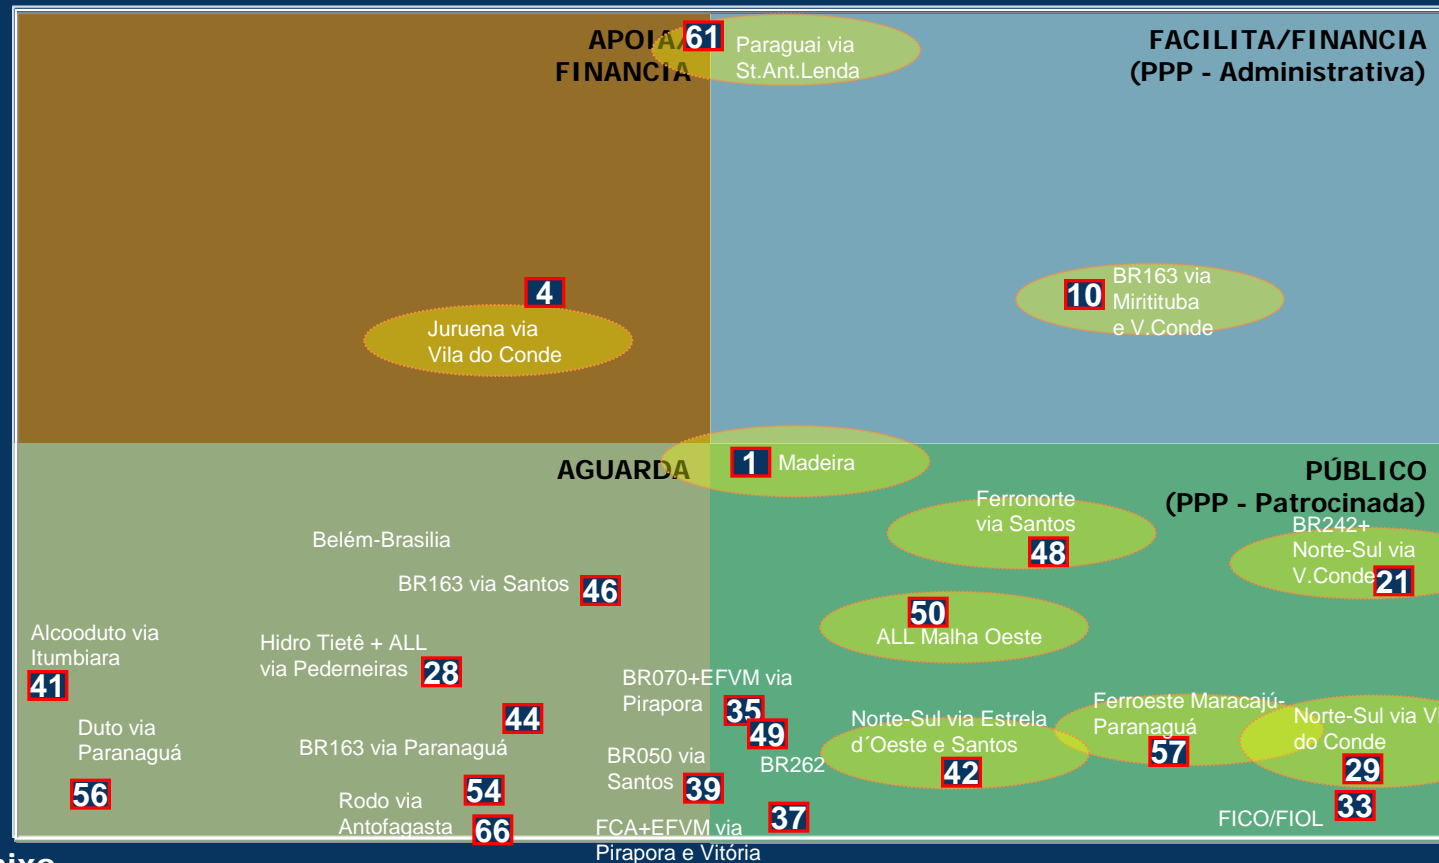 APOIA/
FINANCIA
61
Paraguai via
St.Ant.Lenda
FACILITA/FINANCIA
(PPP - Administrativa)
4
Juruena via
Vila do Conde
10
BR163 via
Miritituba
e V.Conde
AGUARDA
1
Madeira
PÚBLICO
(PPP - Patrocinada)
Ferronorte
via Santos
48
BR242+
Norte-Sul via
V.Conde
21
Belém-Brasilia
BR163 via Santos
46
50
ALL Malha Oeste
Alcooduto via
Itumbiara
41
Hidro Tietê + ALL
via Pederneiras
28
BR070+EFVM via
Pirapora
35
44
BR163 via Paranaguá
49
BR262
Norte-Sul via Estrela
d´Oeste e Santos
42
Ferroeste Maracajú-
Paranaguá
57
Norte-Sul via V
do Conde
29
Duto via
Paranaguá
56
BR050 via
Santos
39
54
Rodo via
Antofagasta
66
FCA+EFVM via
Pirapora e Vitória
37
FICO/FIOL
33